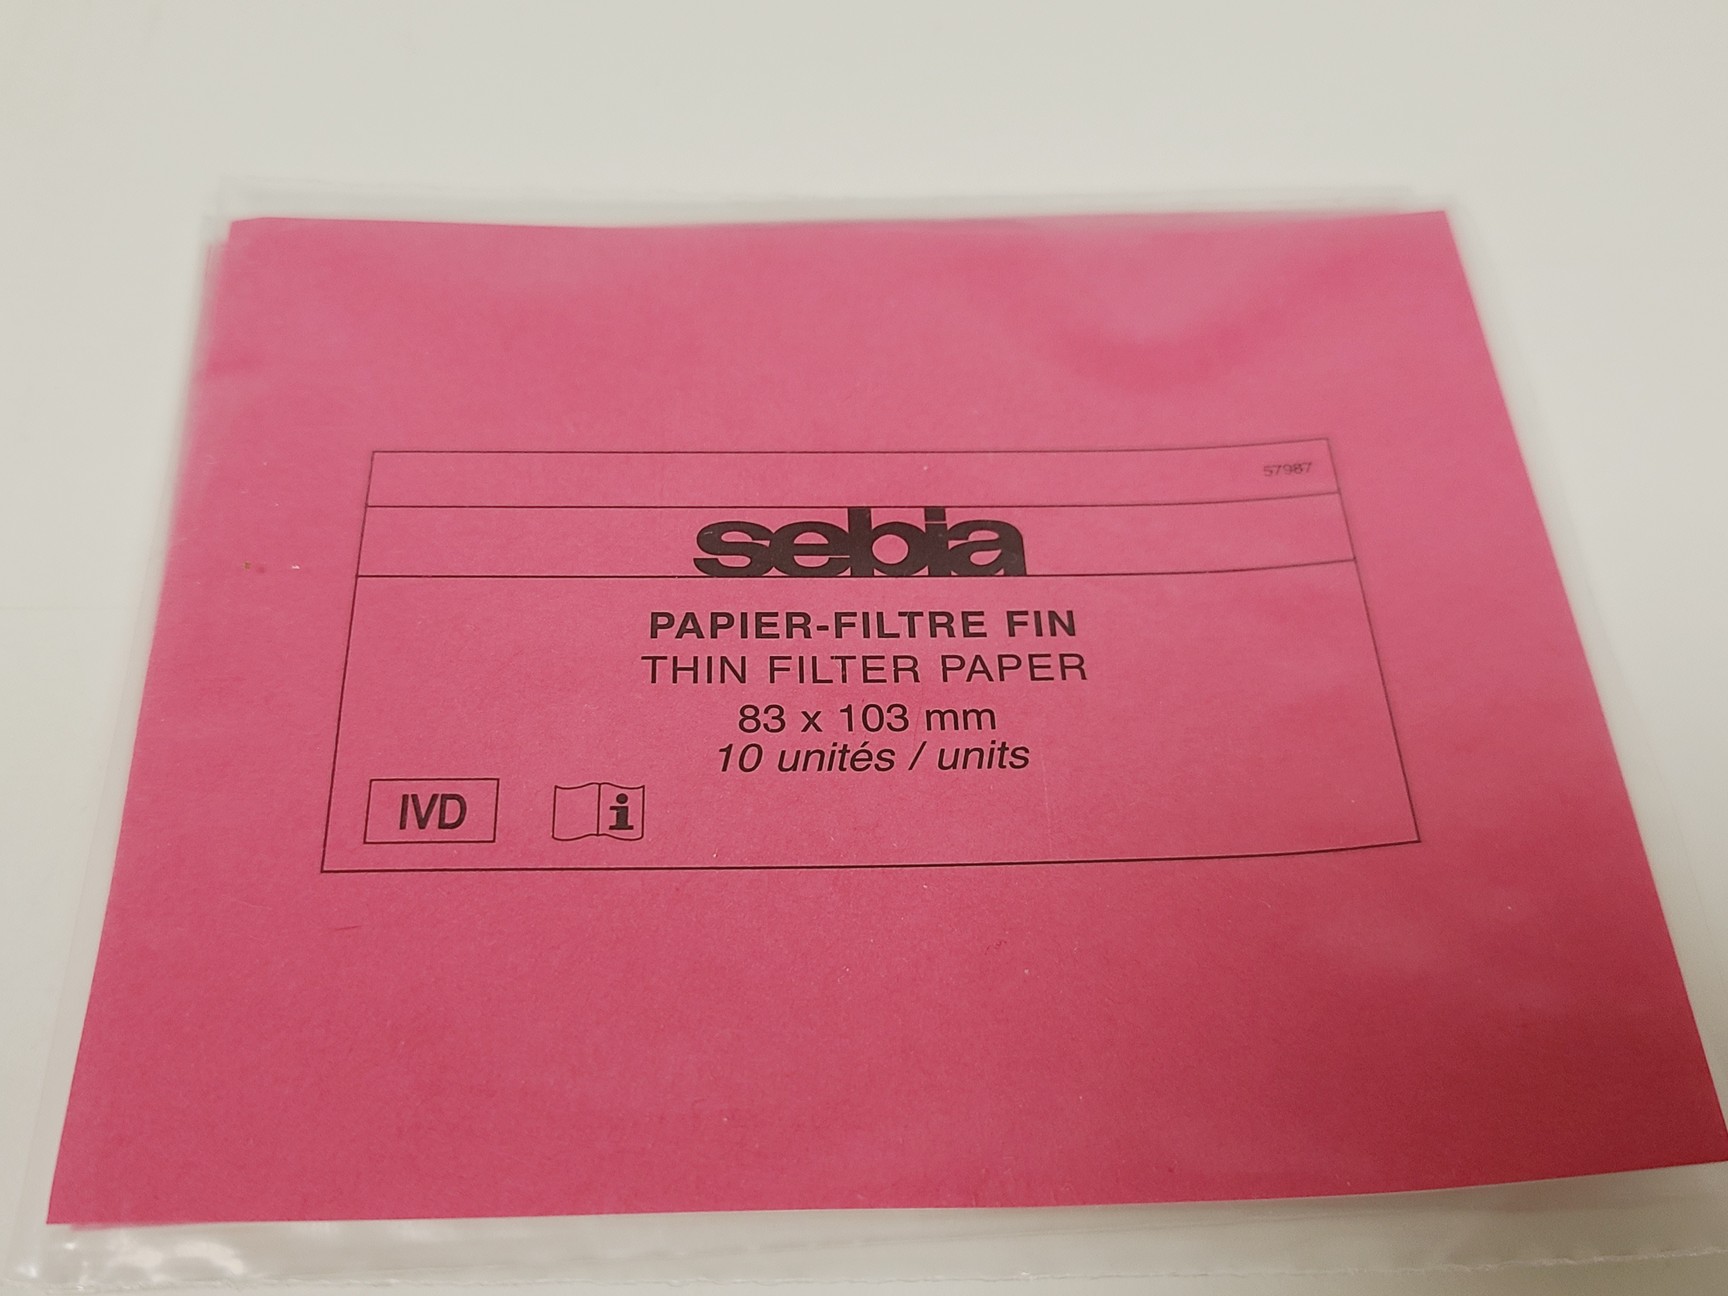 57987
sebia
PAPIER-FILTRE FIN
THIN FILTER PAPER
83 x 103 mm
10 unités / units
IVD
i